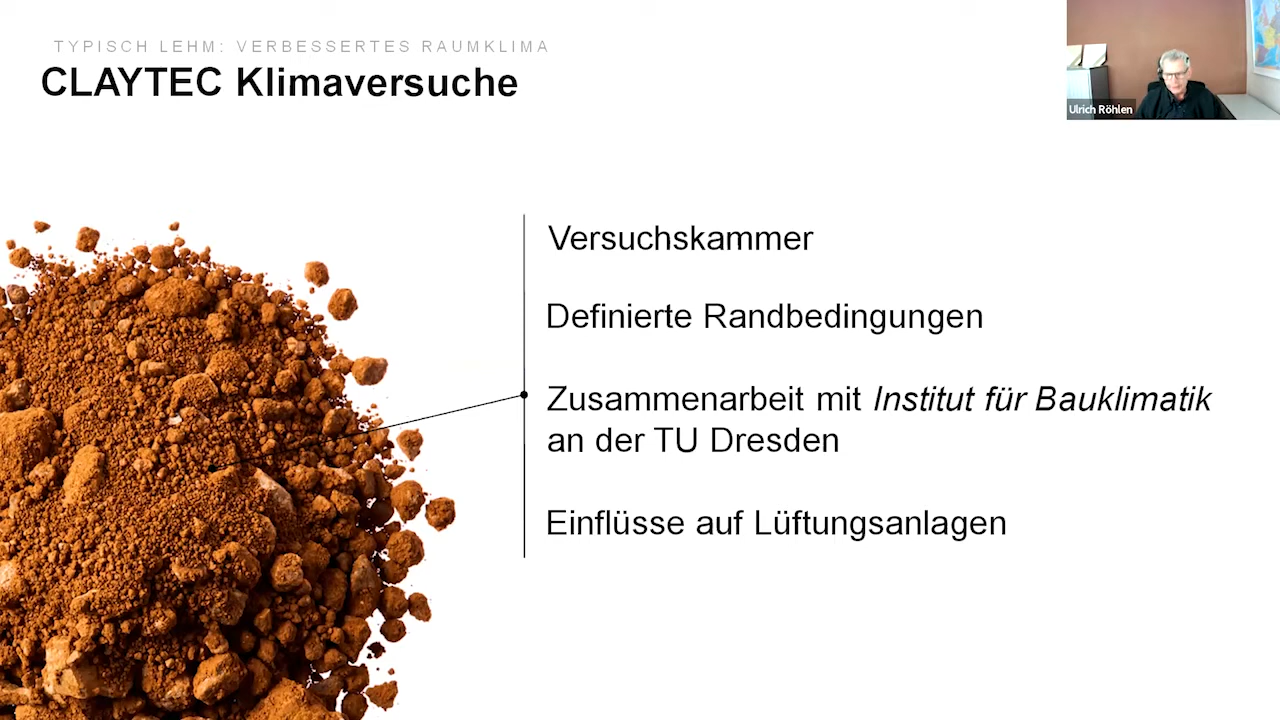 TYPISCH LEHM: VERBESSERTES RAUMKLIMA
CLAYTEC Klimaversuche
Ulrich Röhlen
Versuchskammer
Definierte Randbedingungen
Zusammenarbeit mit Institut für Bauklimatik
an der TU Dresden
Einflüsse auf Lüftungsanlagen